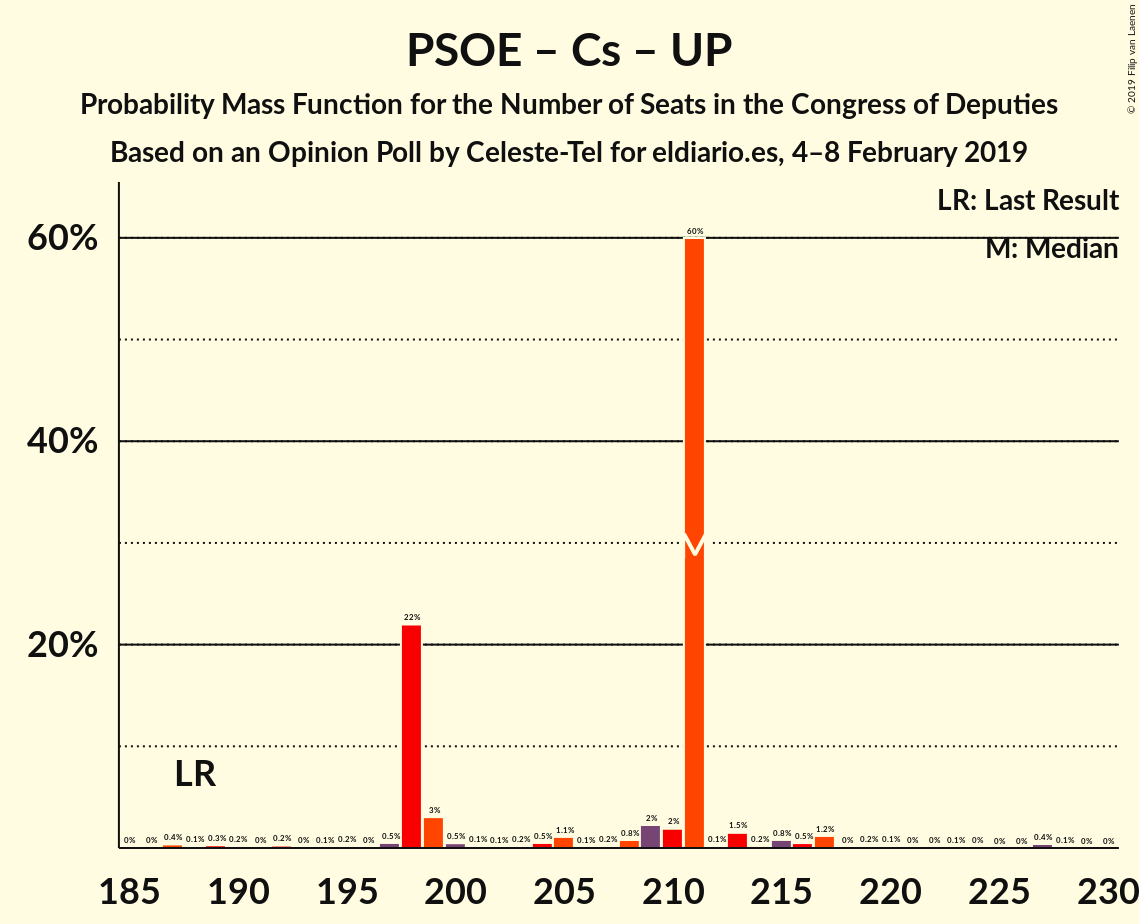 PSOE – Cs – UP
Probability Mass Function for the Number of Seats in the Congress of Deputies
Based on an Opinion Poll by Celeste-Tel for eldiario.es, 4–8 February 2019
© 2019 Filip van Laenen
LR: Last Result
M: Median
60%
40%
20%
LR
0% 0% 0.4% 0.1% 0.3% 0.2% 0% 0.2% 0% 0.1% 0.2% 0% 0.5% 22% 3% 0.5% 0.1% 0.1% 0.2% 0.5% 1.1% 0.1% 0.2% 0.8% 2% 2% 60% 0.1% 1.5% 0.2% 0.8% 0.5% 1.2% 0% 0.2% 0.1% 0% 0% 0.1% 0% 0% 0% 0.4% 0.1% 0% 0%
185 190 195 200 205 210 215 220 225 230